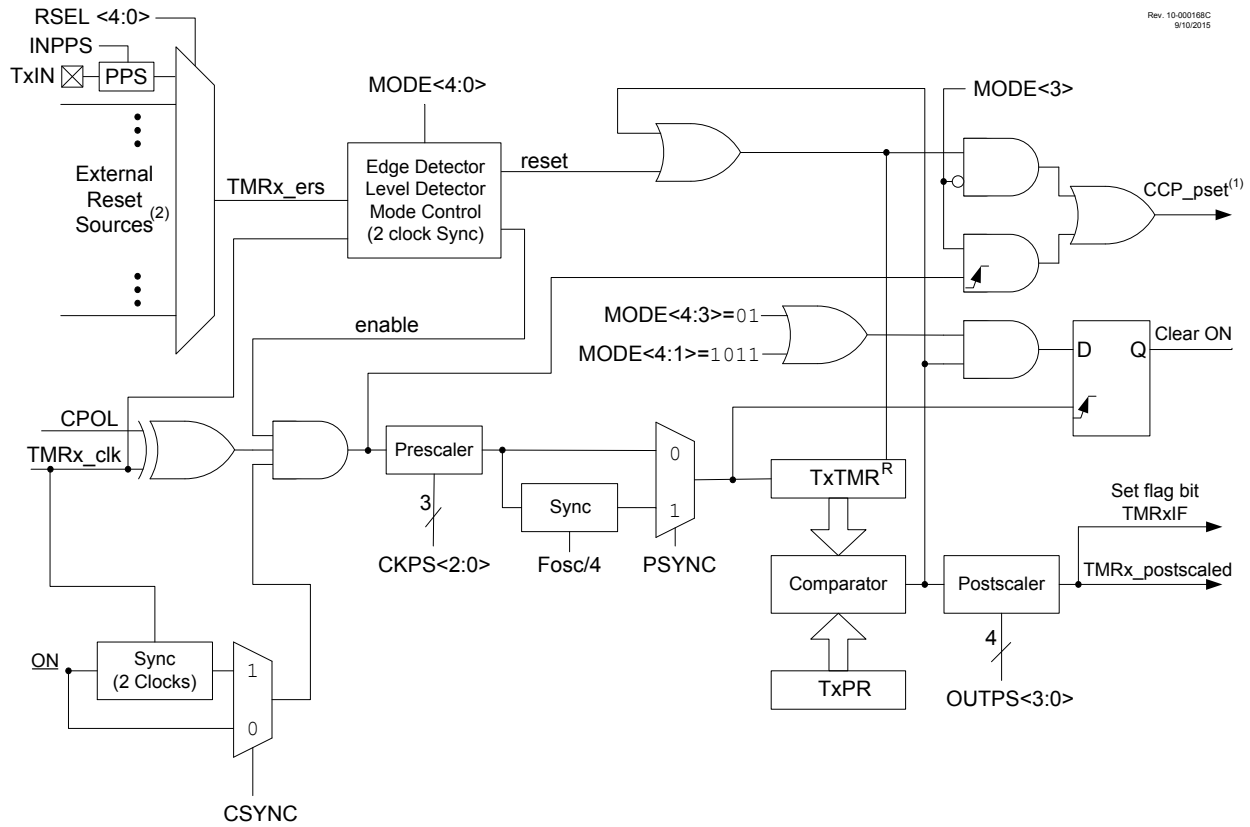 Rev. 10-000168C
9/10/2015
RSEL <4:0>
INPPS
TxIN
PPS
External
Reset
Sources(2)
TMRx_ers
MODE<4:0>
Edge Detector
Level Detector
Mode Control
(2 clock Sync)
reset
enable
MODE<3>
CCP_pset(1)
MODE<4:3>=01
MODE<4:1>=1011
D
Q
Clear ON
CPOL
TMRx_clk
Prescaler
3
CKPS<2:0>
Sync
Fosc/4
0
1
PSYNC
TxTMR
R
Comparator
TxPR
Postscaler
4
OUTPS<3:0>
Set flag bit
TMRxIF
TMRx_postscaled
ON
Sync
(2 Clocks)
1
0
CSYNC